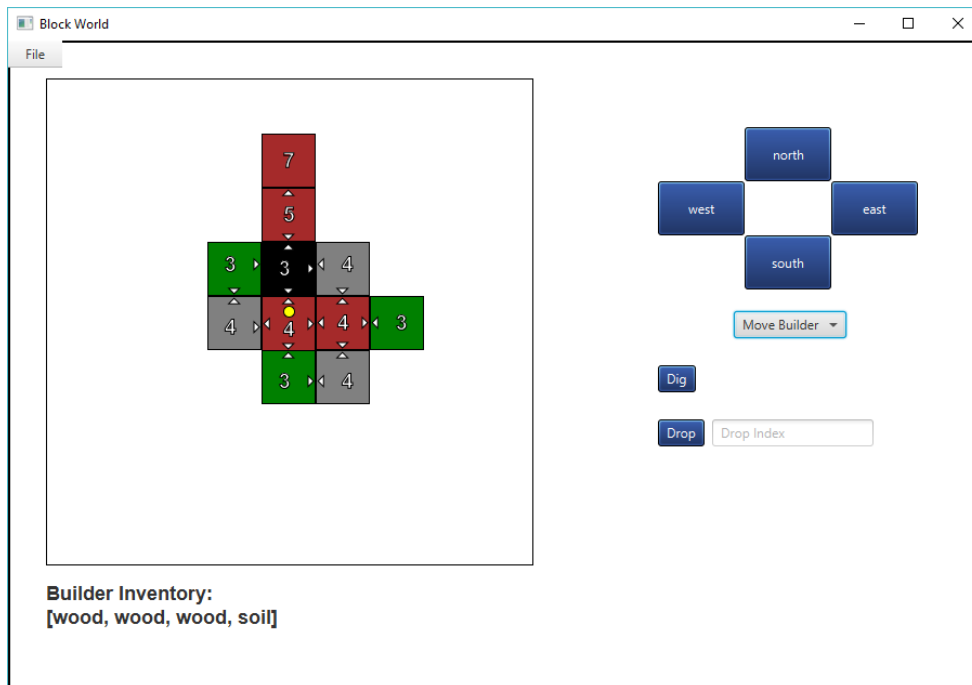 Block World
File
7
5
3 3 4
4 4 4 3
3 4
north
west east
south
Move Builder
Dig
Drop Drop Index
Builder Inventory:
[wood, wood, wood, soil]